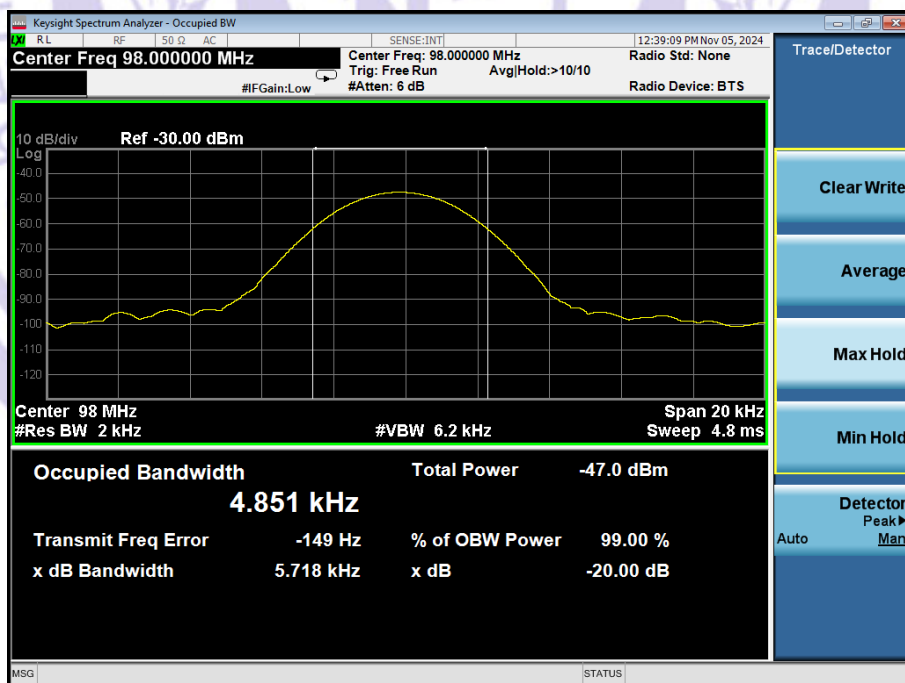 Keysight Spectrum Analyzer - Occupied BW
LXI RL RF 50 Ω AC SENSE:INT 12:39:09 PM Nov 05, 2024
Center Freq 98.000000 MHz
Center Freq: 98.000000 MHz Radio Std: None
Trig: Free Run Avg|Hold:>10/10
#IFGain:Low #Atten: 6 dB Radio Device: BTS
10 dB/div Ref -30.00 dBm
Log
-40.0
-50.0
-60.0
-70.0
-80.0
-90.0
-100
-110
-120
Center 98 MHz Span 20 kHz
#Res BW 2 kHz #VBW 6.2 kHz Sweep 4.8 ms
Occupied Bandwidth Total Power -47.0 dBm
4.851 kHz
Transmit Freq Error -149 Hz % of OBW Power 99.00 %
x dB Bandwidth 5.718 kHz x dB -20.00 dB
MSG STATUS
Trace/Detector
Clear Write
Average
Max Hold
Min Hold
Detector
Peak▶
Auto Man